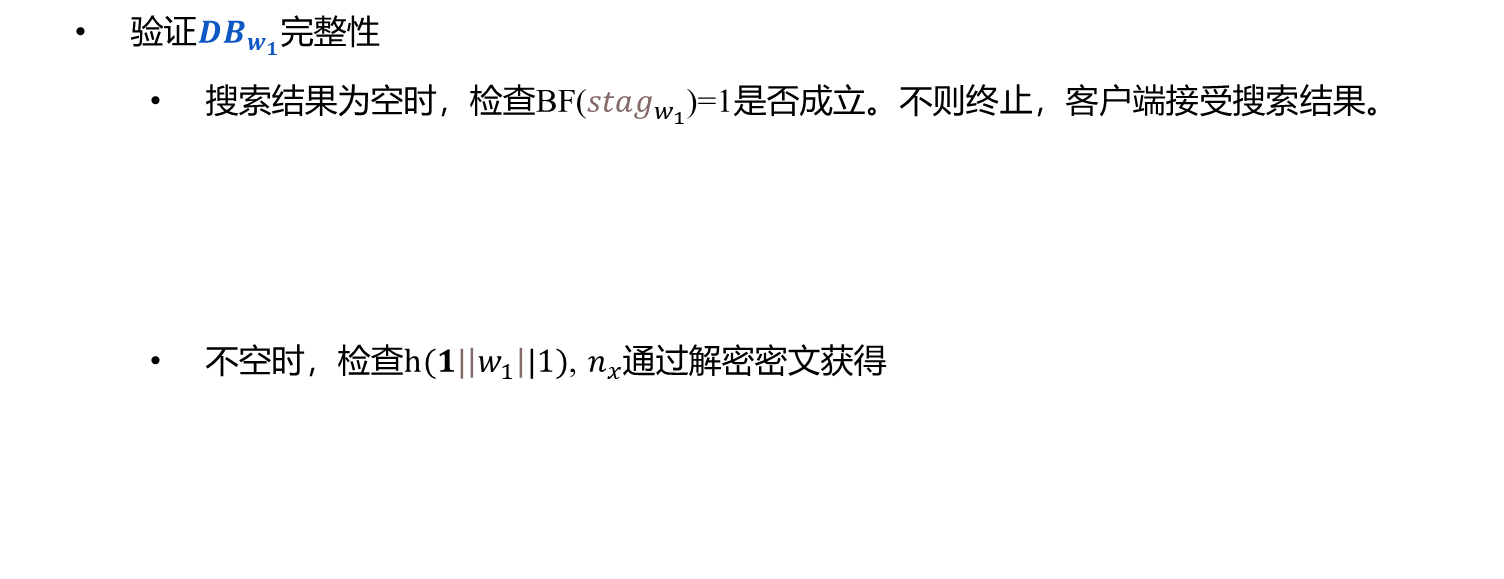 • 验证DB_{w_1}完整性
• 搜索结果为空时，检查BF(stag_{w_1})=1是否成立。不则终止，客户端接受搜索结果。
• 不空时，检查h(1||w_1||1), n_x通过解密密文获得